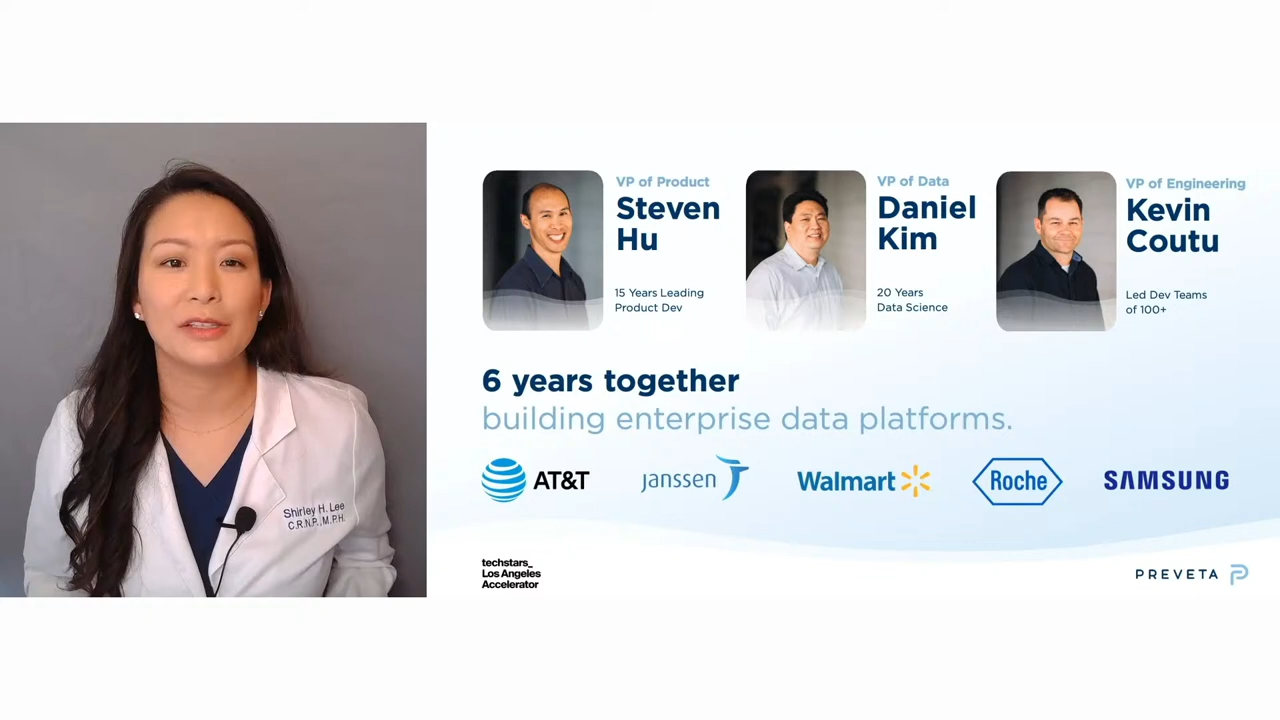 Shirley H. Lee
C.R.N.P., M.P.H.
VP of Product
Steven
Hu
15 Years Leading
Product Dev
VP of Data
Daniel
Kim
20 Years
Data Science
VP of Engineering
Kevin
Coutu
Led Dev Teams
of 100+
6 years together
building enterprise data platforms.
AT&T
janssen
Walmart
Roche
SAMSUNG
techstars_
Los Angeles
Accelerator
PREVETA